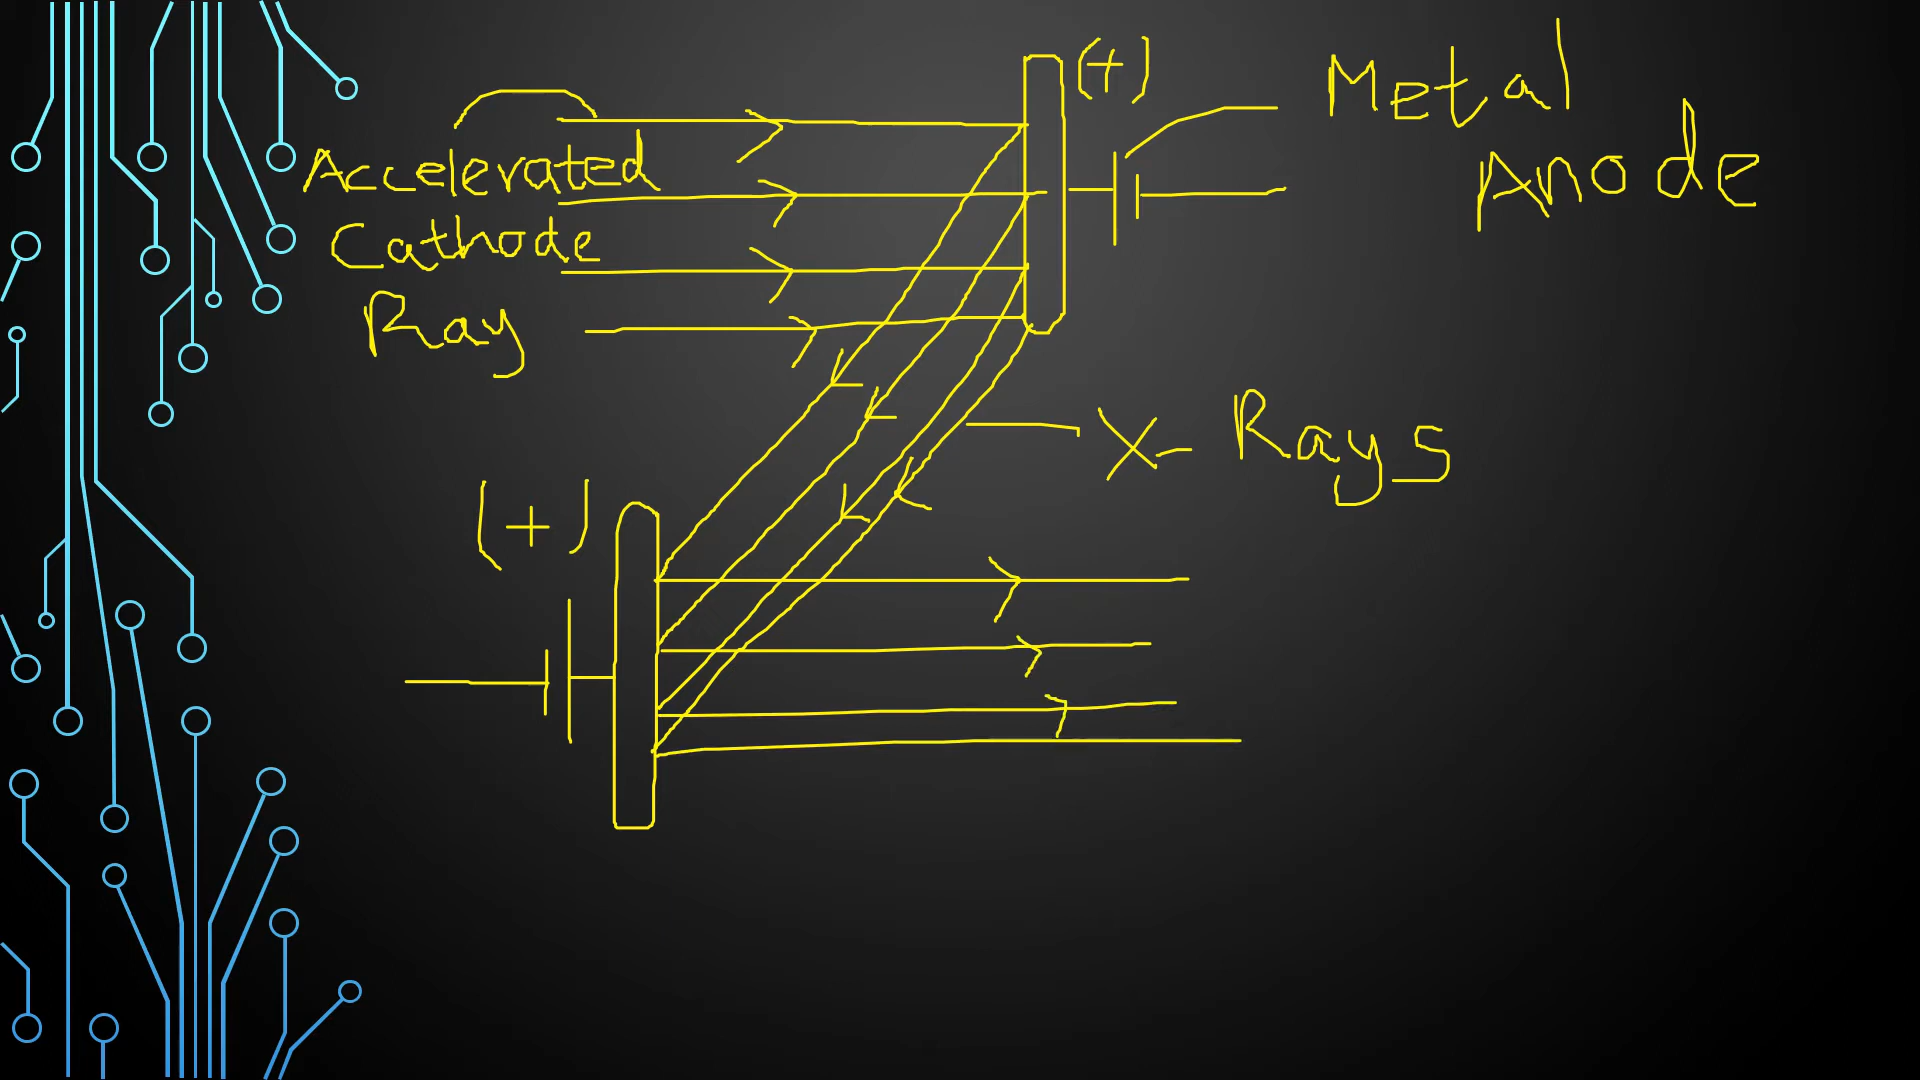 (+)
Metal
Anode
Accelerated
Cathode
Ray
X-Rays
(+)